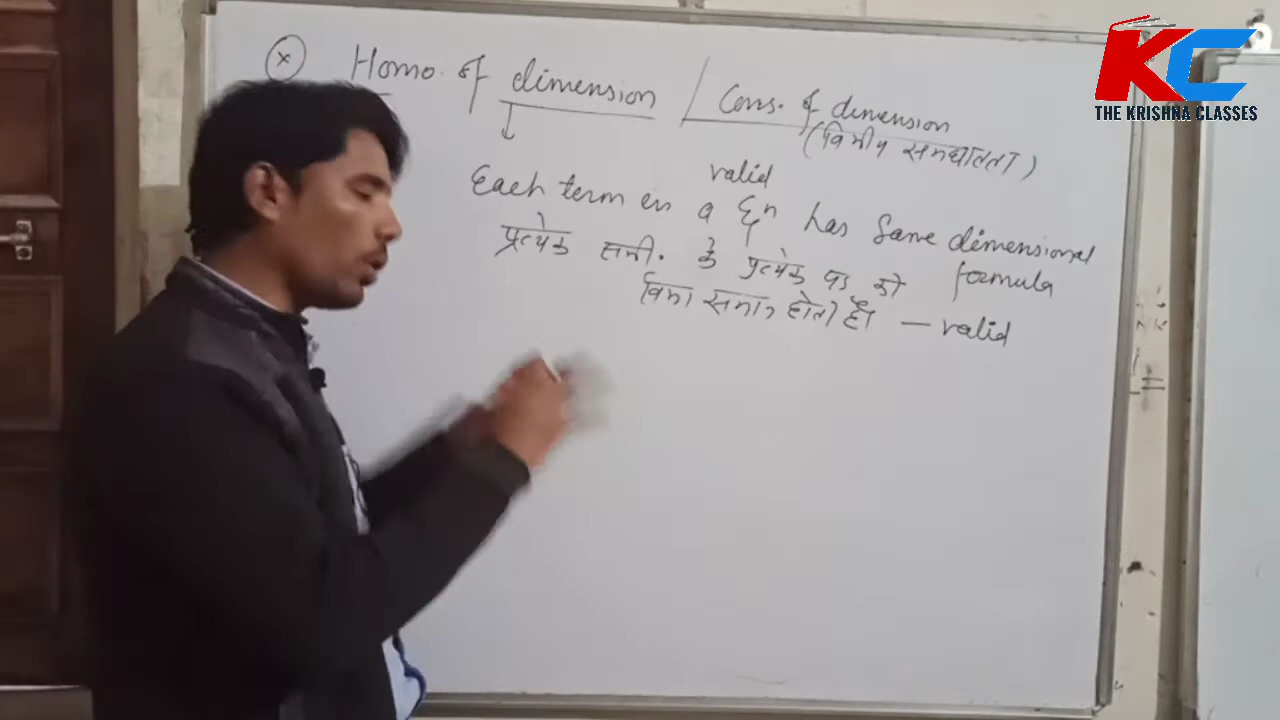 KC
THE KRISHNA CLASSES
Homo. of dimension / Cons. of dimension
(विमीय समघातता)
valid
Each term in a Eqn has same dimensional
formula
प्रत्येक समी. के प्रत्येक पद की
विमा समान होती है। – valid